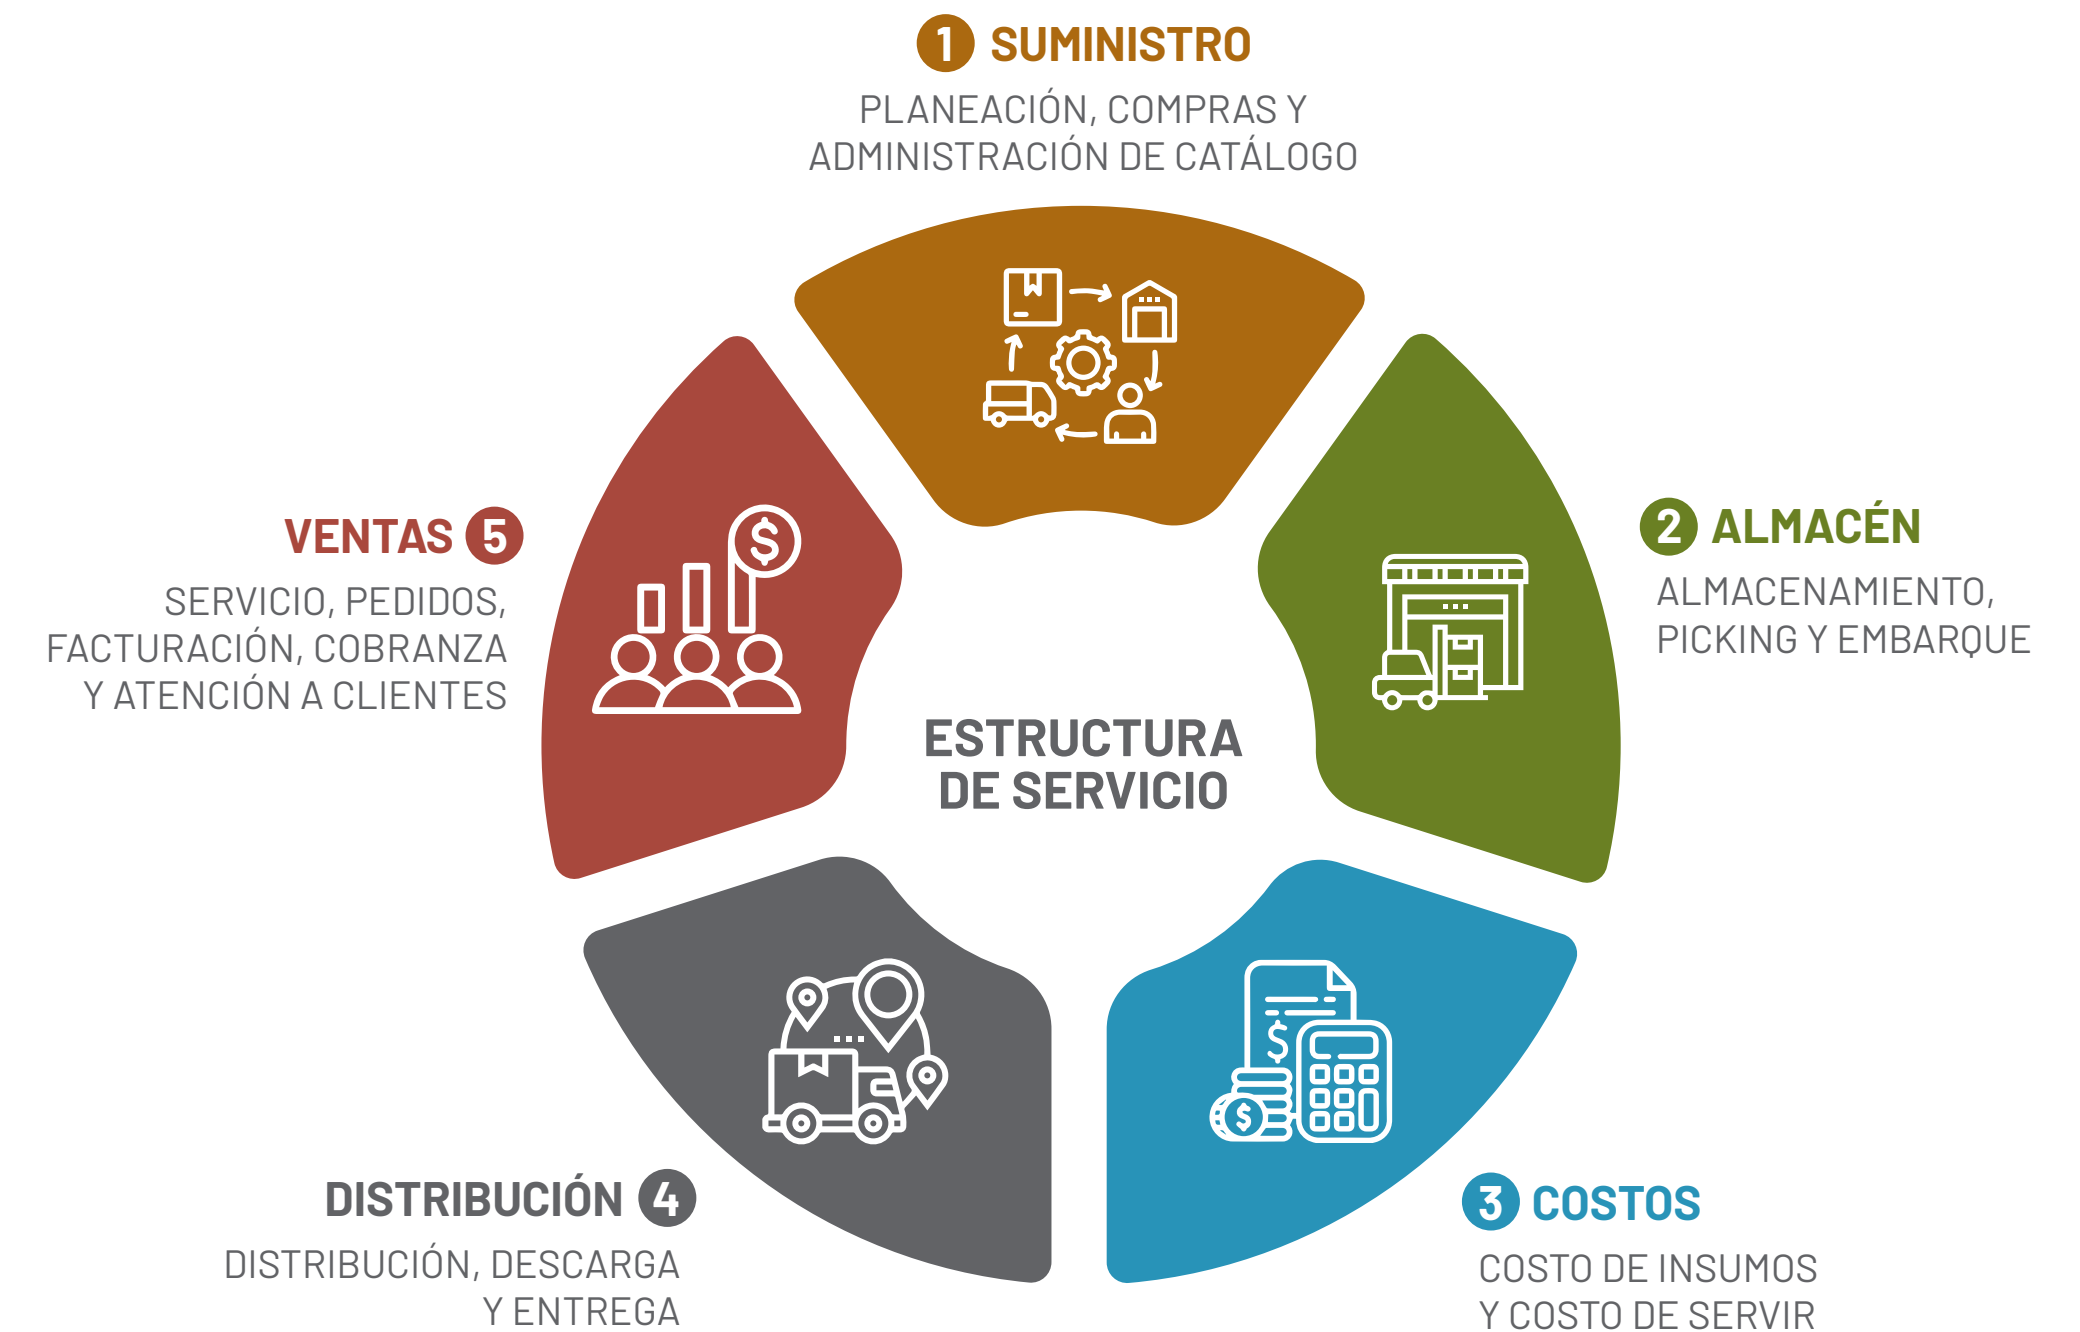 1 SUMINISTRO
PLANEACIÓN, COMPRAS Y
ADMINISTRACIÓN DE CATÁLOGO
2 ALMACÉN
ALMACENAMIENTO,
PICKING Y EMBARQUE
3 COSTOS
COSTO DE INSUMOS
Y COSTO DE SERVIR
DISTRIBUCIÓN 4
DISTRIBUCIÓN, DESCARGA
Y ENTREGA
VENTAS 5
SERVICIO, PEDIDOS,
FACTURACIÓN, COBRANZA
Y ATENCIÓN A CLIENTES
ESTRUCTURA
DE SERVICIO
$
$
$